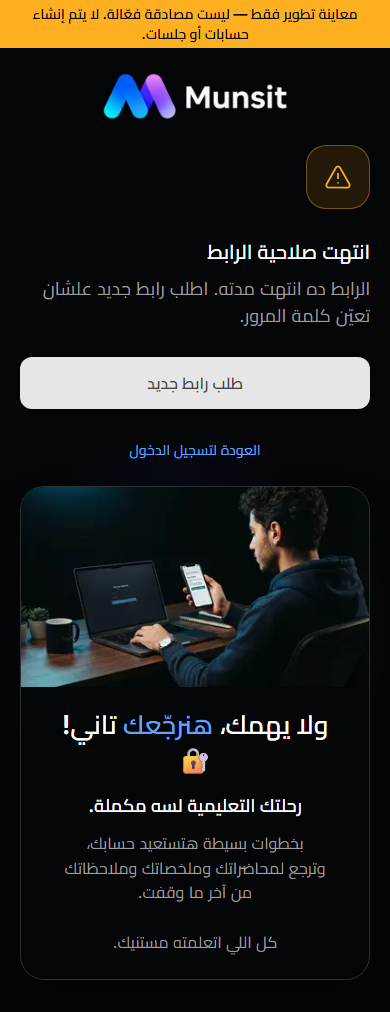 معاينة تطوير فقط — ليست مصادقة فعّالة. لا يتم إنشاء
حسابات أو جلسات.
Munsit
انتهت صلاحية الرابط
الرابط ده انتهت مدته. اطلب رابط جديد علشان
تعيّن كلمة المرور.
طلب رابط جديد
العودة لتسجيل الدخول
ولا يهمك، هنرجّعك تاني!
رحلتك التعليمية لسه مكملة.
بخطوات بسيطة هتستعيد حسابك،
وترجع لمحاضراتك وملخصاتك وملاحظاتك
من آخر ما وقفت.
كل اللي اتعلمته مستنيك.